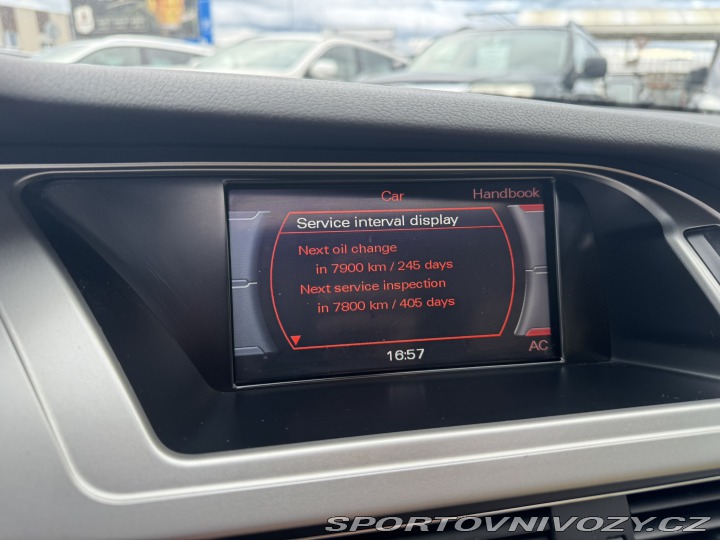 Car
Handbook
Service interval display
Next oil change
in 7900 km / 245 days
Next service inspection
in 7800 km / 405 days
16:57
AC
SPORTOVNIVOZY.CZ